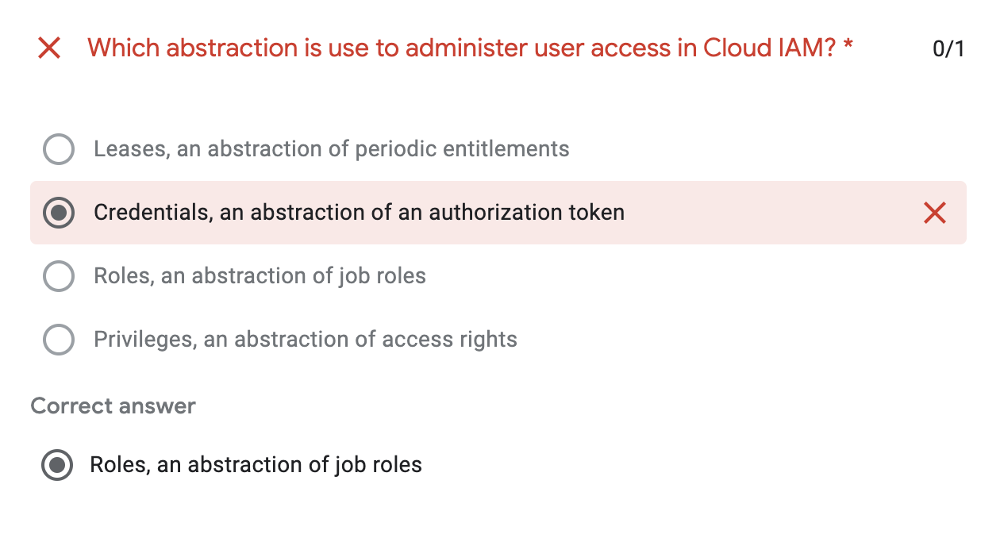 Which abstraction is use to administer user access in Cloud IAM? *
0/1
Leases, an abstraction of periodic entitlements
Credentials, an abstraction of an authorization token
Roles, an abstraction of job roles
Privileges, an abstraction of access rights
Correct answer
Roles, an abstraction of job roles